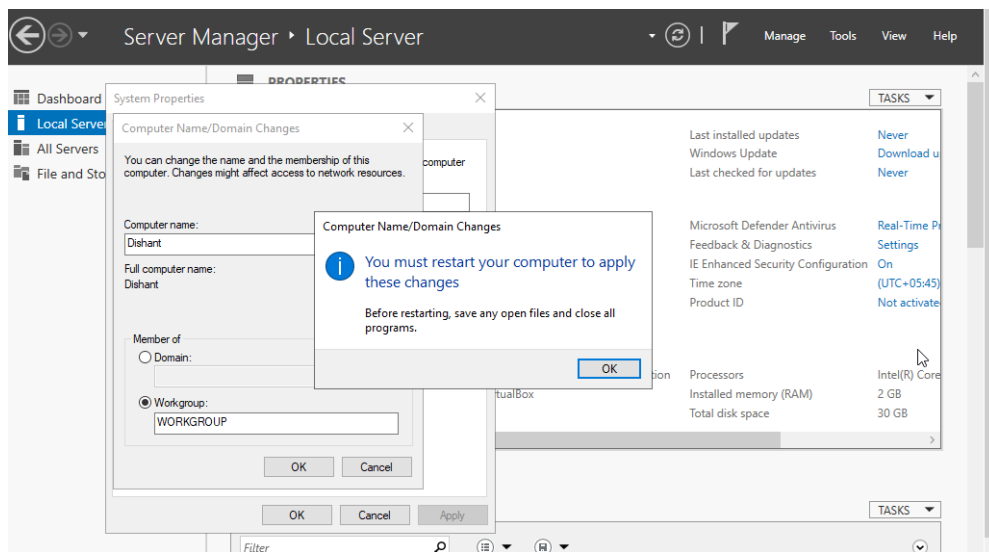 Server Manager ‣ Local Server
Manage Tools View Help
PROPERTIES
TASKS
Dashboard
Local Server
All Servers
File and Sto
System Properties
Computer Name/Domain Changes
You can change the name and the membership of this
computer. Changes might affect access to network resources.
computer
Computer name:
Dishant
Full computer name:
Dishant
Member of
Domain:
Workgroup:
WORKGROUP
OK Cancel
OK Cancel Apply
Computer Name/Domain Changes
You must restart your computer to apply
these changes
Before restarting, save any open files and close all
programs.
OK
Last installed updates Never
Windows Update Download u
Last checked for updates Never
Microsoft Defender Antivirus Real-Time Pr
Feedback & Diagnostics Settings
IE Enhanced Security Configuration On
Time zone (UTC+05:45)
Product ID Not activate
tion
Processors Intel(R) Core
tualBox
Installed memory (RAM) 2 GB
Total disk space 30 GB
TASKS
Filter